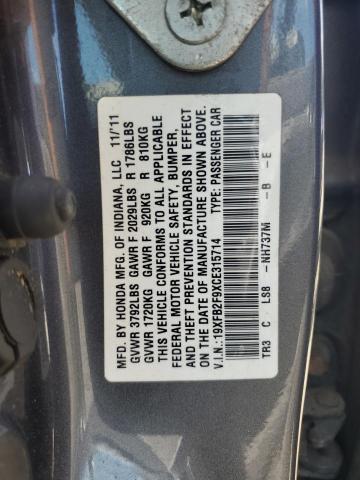 MFD. BY HONDA MFG. OF INDIANA, LLC 11/'11
GVWR 3792LBS GAWR F 2029LBS R 1786LBS
GVWR 1720KG GAWR F 920KG R 810KG
THIS VEHICLE CONFORMS TO ALL APPLICABLE
FEDERAL MOTOR VEHICLE SAFETY, BUMPER,
AND THEFT PREVENTION STANDARDS IN EFFECT
ON THE DATE OF MANUFACTURE SHOWN ABOVE.
V.I.N.:19XFB2F9XCE315714 TYPE: PASSENGER CAR
TR3 C LS8 -NH737M -B -E